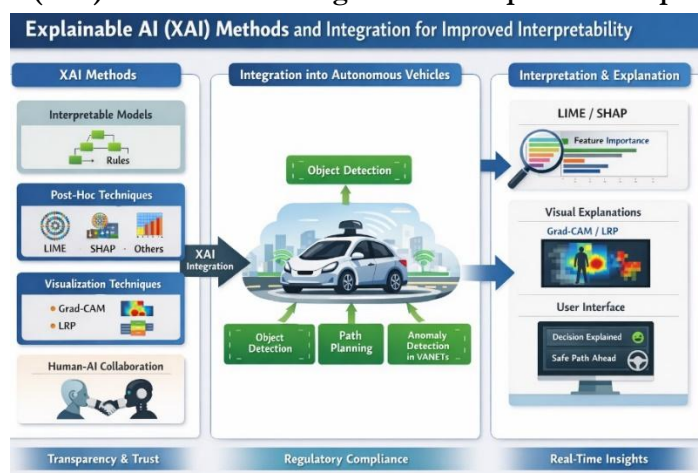 Explainable AI (XAI) Methods and Integration for Improved Interpretability
XAI Methods
Interpretable Models
Rules
Post-Hoc Techniques
LIME · SHAP · Others
Visualization Techniques
• Grad-CAM
• LRP
Human-AI Collaboration
Transparency & Trust
XAI
Integration
Integration into Autonomous Vehicles
Object Detection
Object
Detection
Path
Planning
Anomaly
Detection
in VANETs
Regulatory Compliance
Interpretation & Explanation
LIME / SHAP
Feature Importance
Visual Explanations
Grad-CAM / LRP
User Interface
Decision Explained
Safe Path Ahead
Real-Time Insights